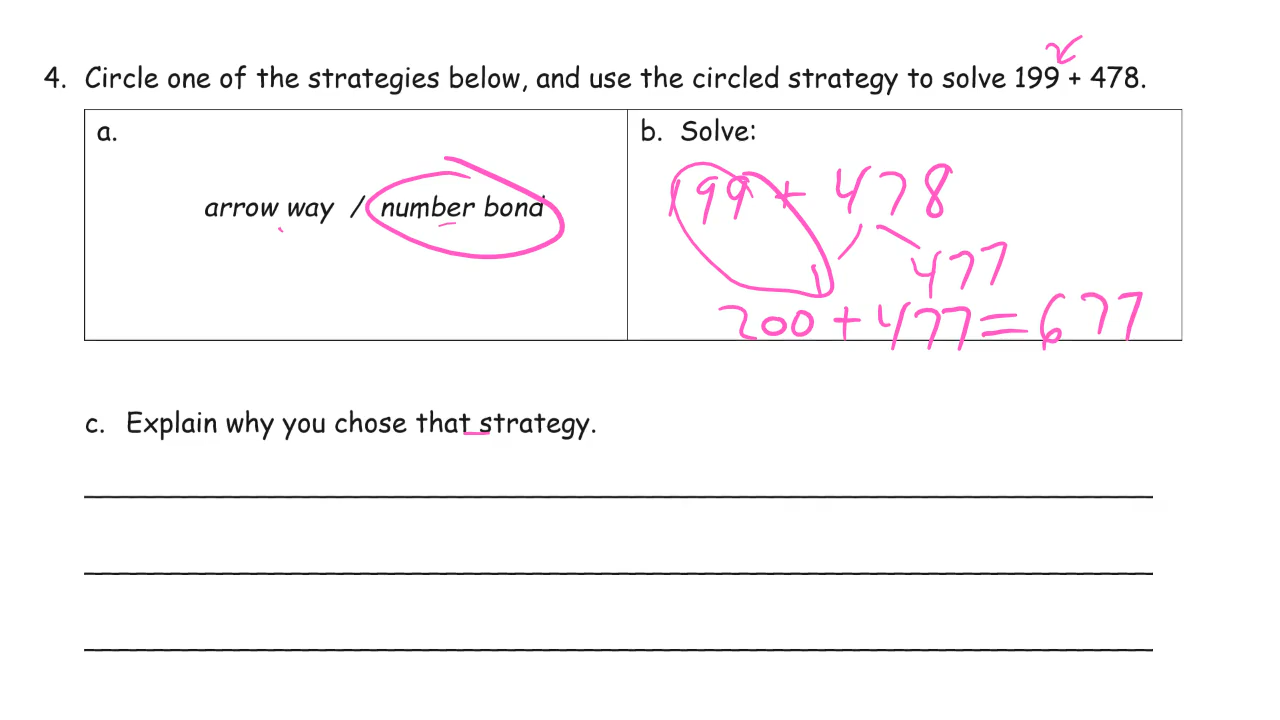 4. Circle one of the strategies below, and use the circled strategy to solve 199 + 478.
a.
arrow way / number bond
b. Solve:
199 + 478
1 477
200 + 477 = 677
c. Explain why you chose that strategy.